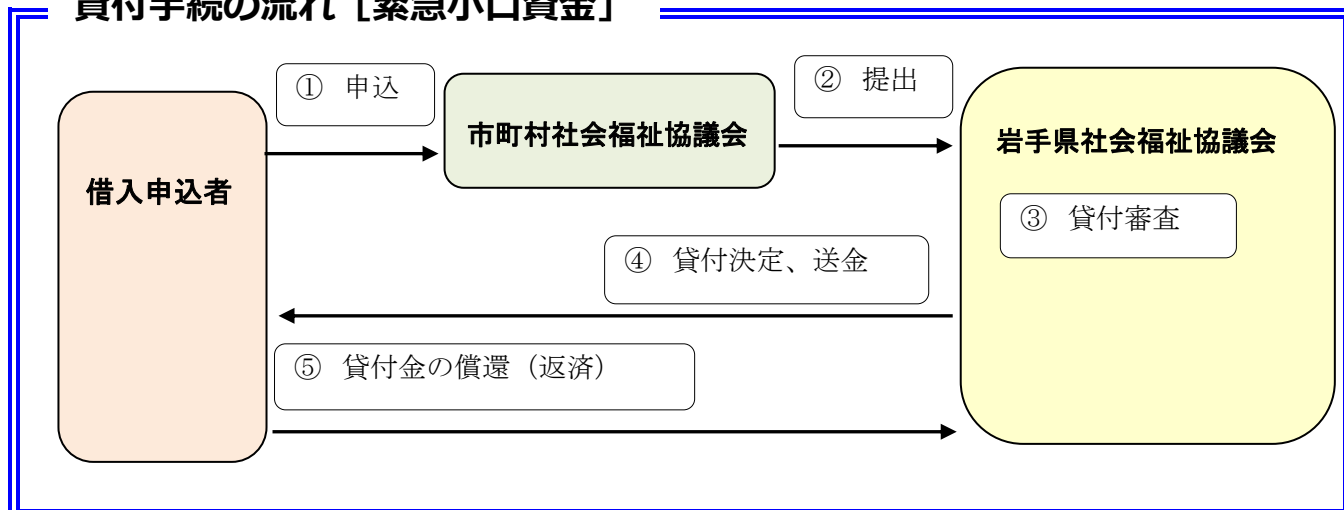 貸付手続の流れ［緊急小口資金］
① 申込
② 提出
市町村社会福祉協議会
岩手県社会福祉協議会
借入申込者
③ 貸付審査
④ 貸付決定、送金
⑤ 貸付金の償還（返済）